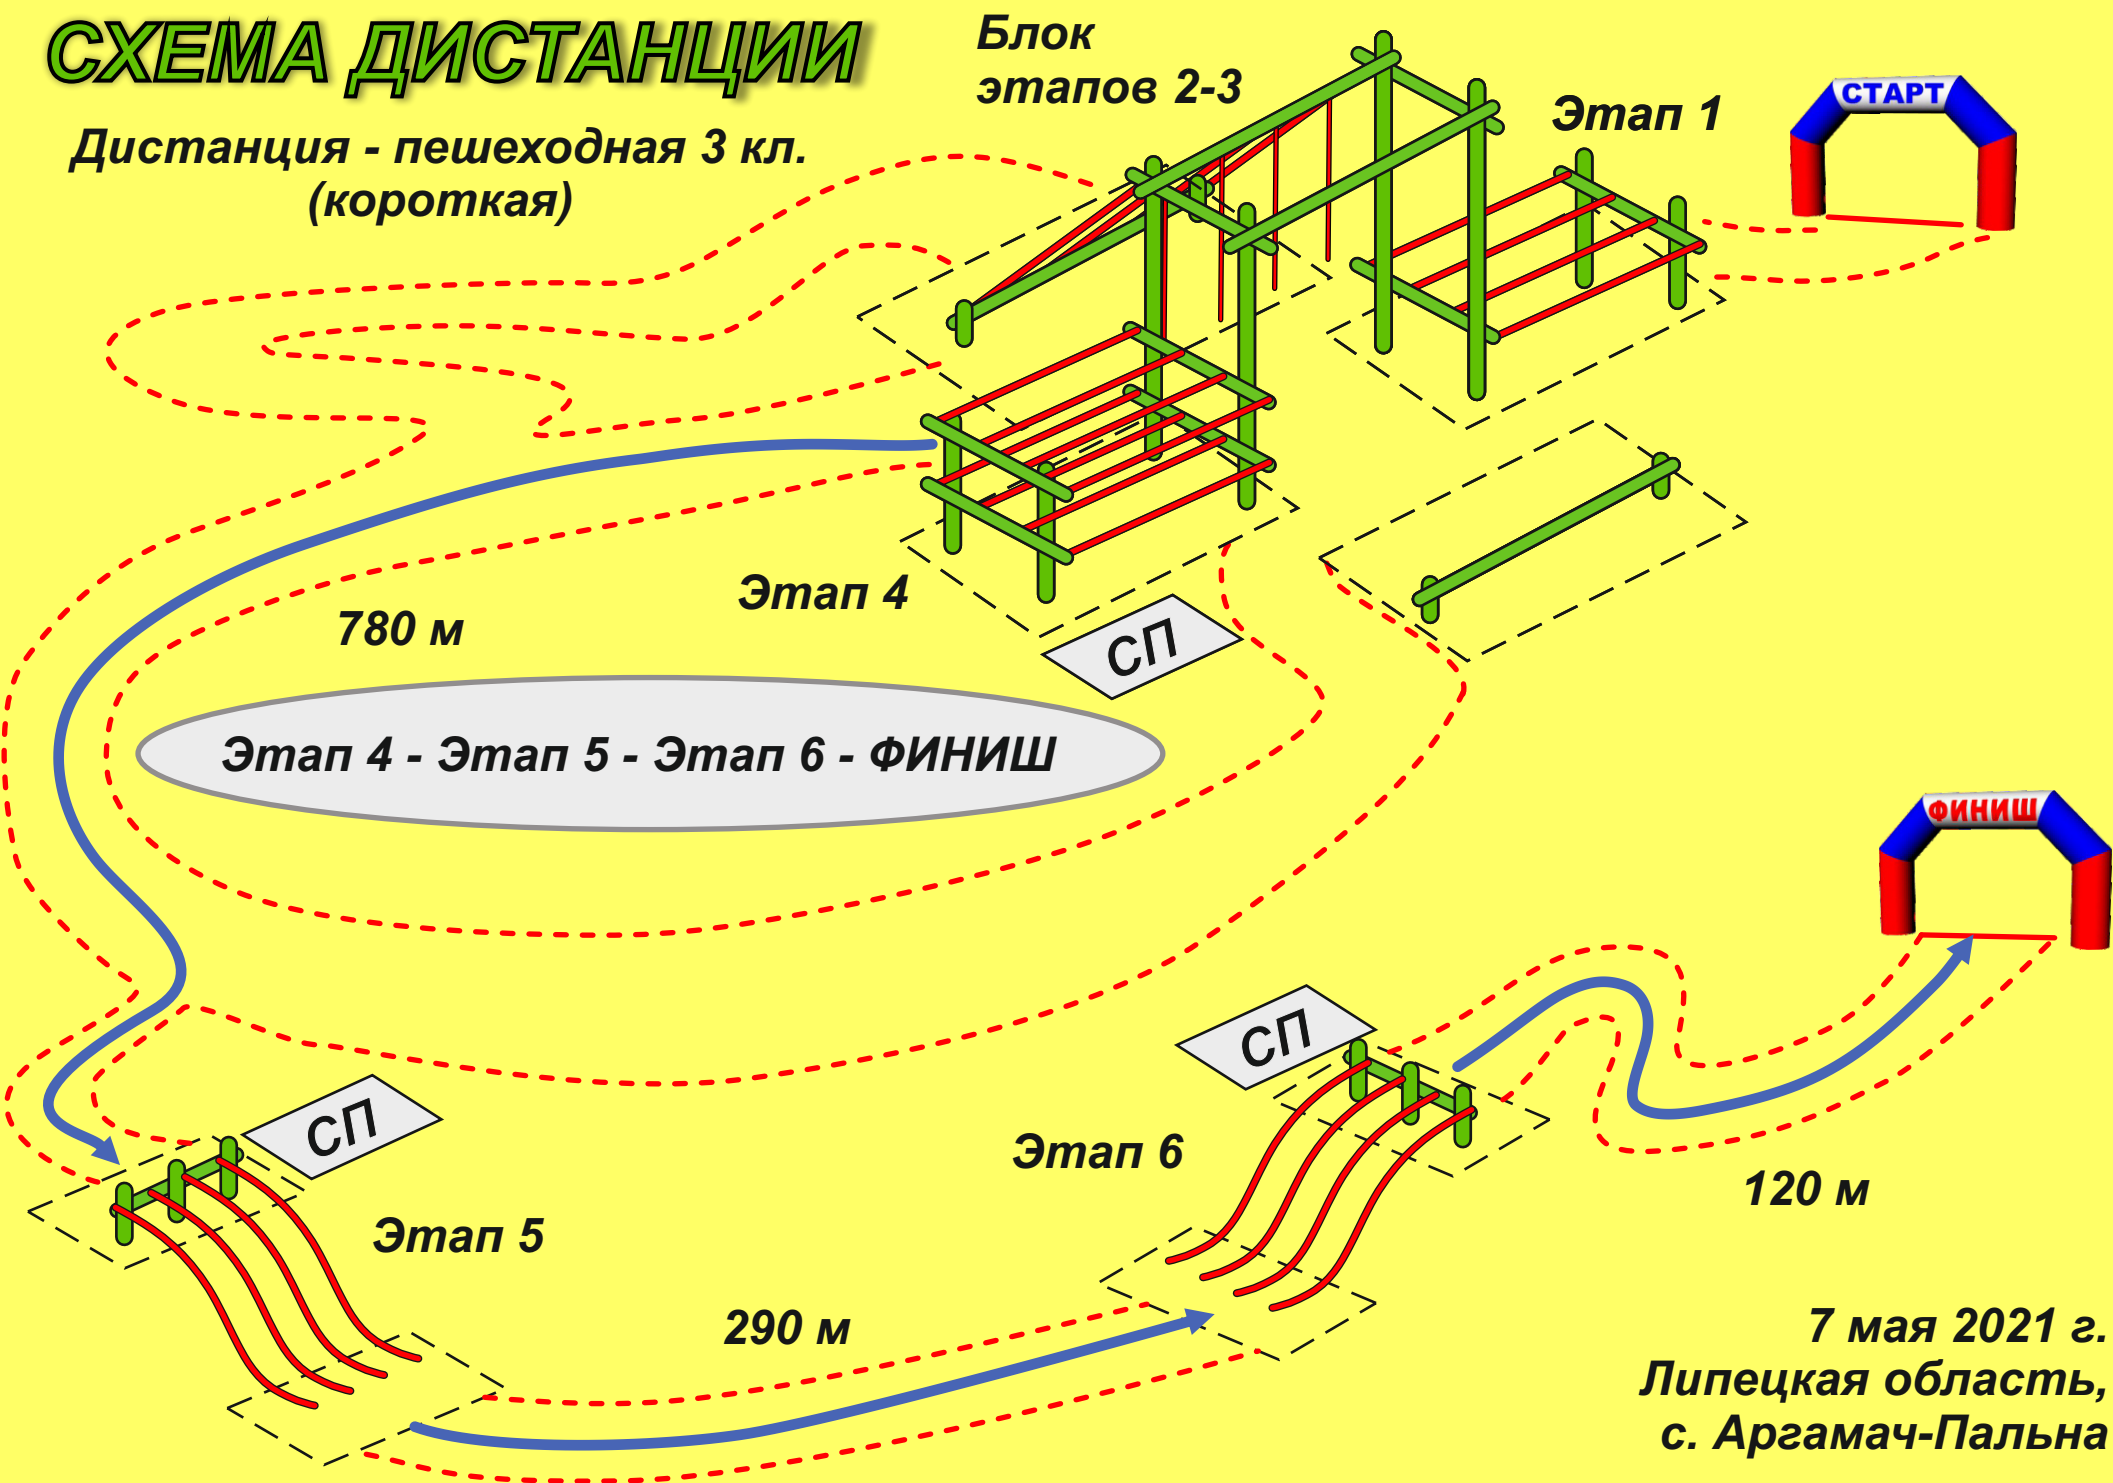 СХЕМА ДИСТАНЦИИ
Дистанция - пешеходная 3 кл.
(короткая)
Блок
этапов 2-3
Этап 1
СТАРТ
Этап 4
780 м
СП
Этап 4 - Этап 5 - Этап 6 - ФИНИШ
ФИНИШ
СП
СП
Этап 6
120 м
Этап 5
290 м
7 мая 2021 г.
Липецкая область,
с. Аргамач-Пальна